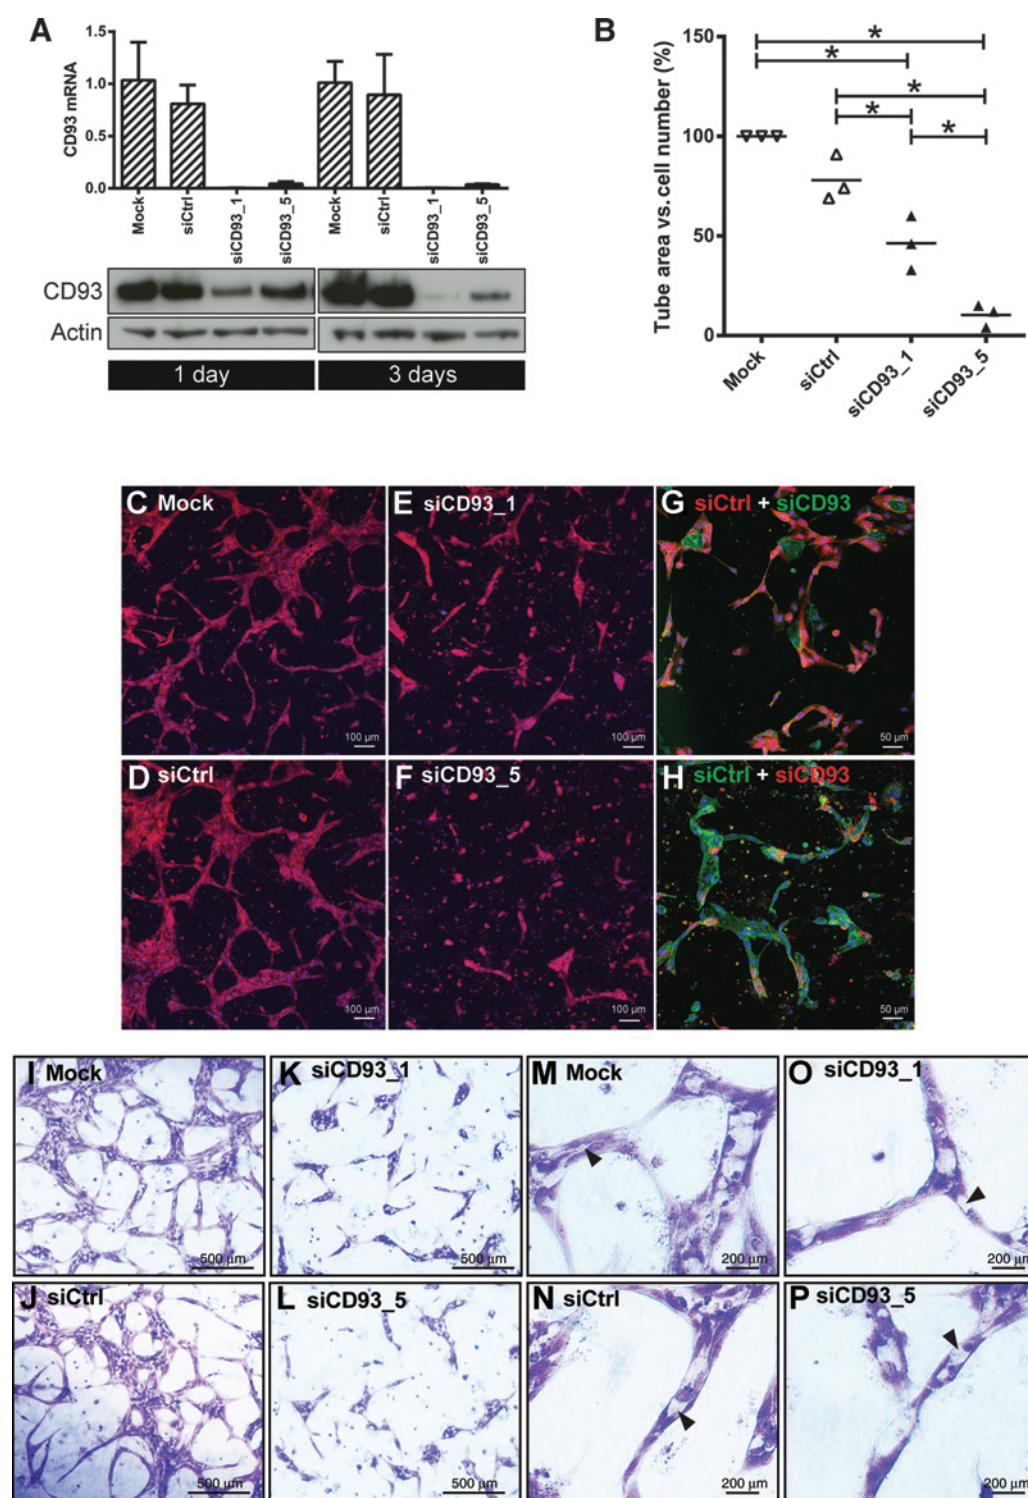 A
1.5
1.0
0.5
0.0
CD93 mRNA
Mock
siCtrl
siCD93_1
siCD93_5
Mock
siCtrl
siCD93_1
siCD93_5
CD93
Actin
1 day
3 days
B
150
100
50
0
Tube area vs. cell number (%)
*
*
*
*
*
Mock
siCtrl
siCD93_1
siCD93_5
C Mock
100 µm
E siCD93_1
100 µm
G siCtrl + siCD93
50 µm
D siCtrl
100 µm
F siCD93_5
100 µm
H siCtrl + siCD93
50 µm
I Mock
500 µm
K siCD93_1
500 µm
M Mock
200 µm
O siCD93_1
200 µm
J siCtrl
500 µm
L siCD93_5
500 µm
N siCtrl
200 µm
P siCD93_5
200 µm